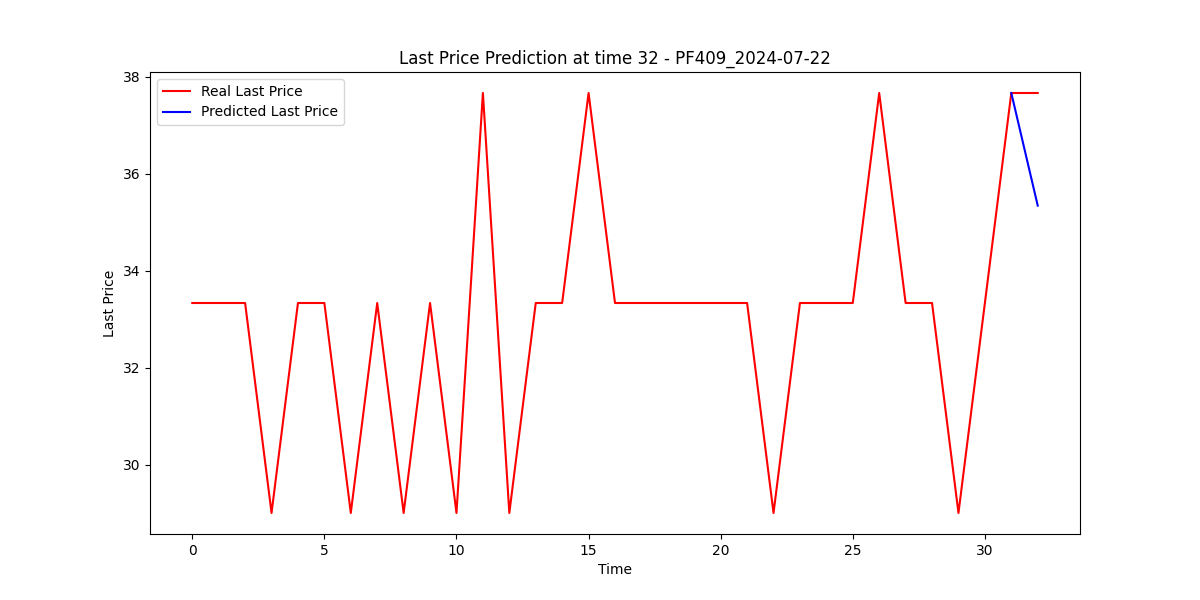 Last Price Prediction at time 32 - PF409_2024-07-22
Real Last Price
Predicted Last Price
Last Price
38
36
34
32
30
0 5 10 15 20 25 30
Time